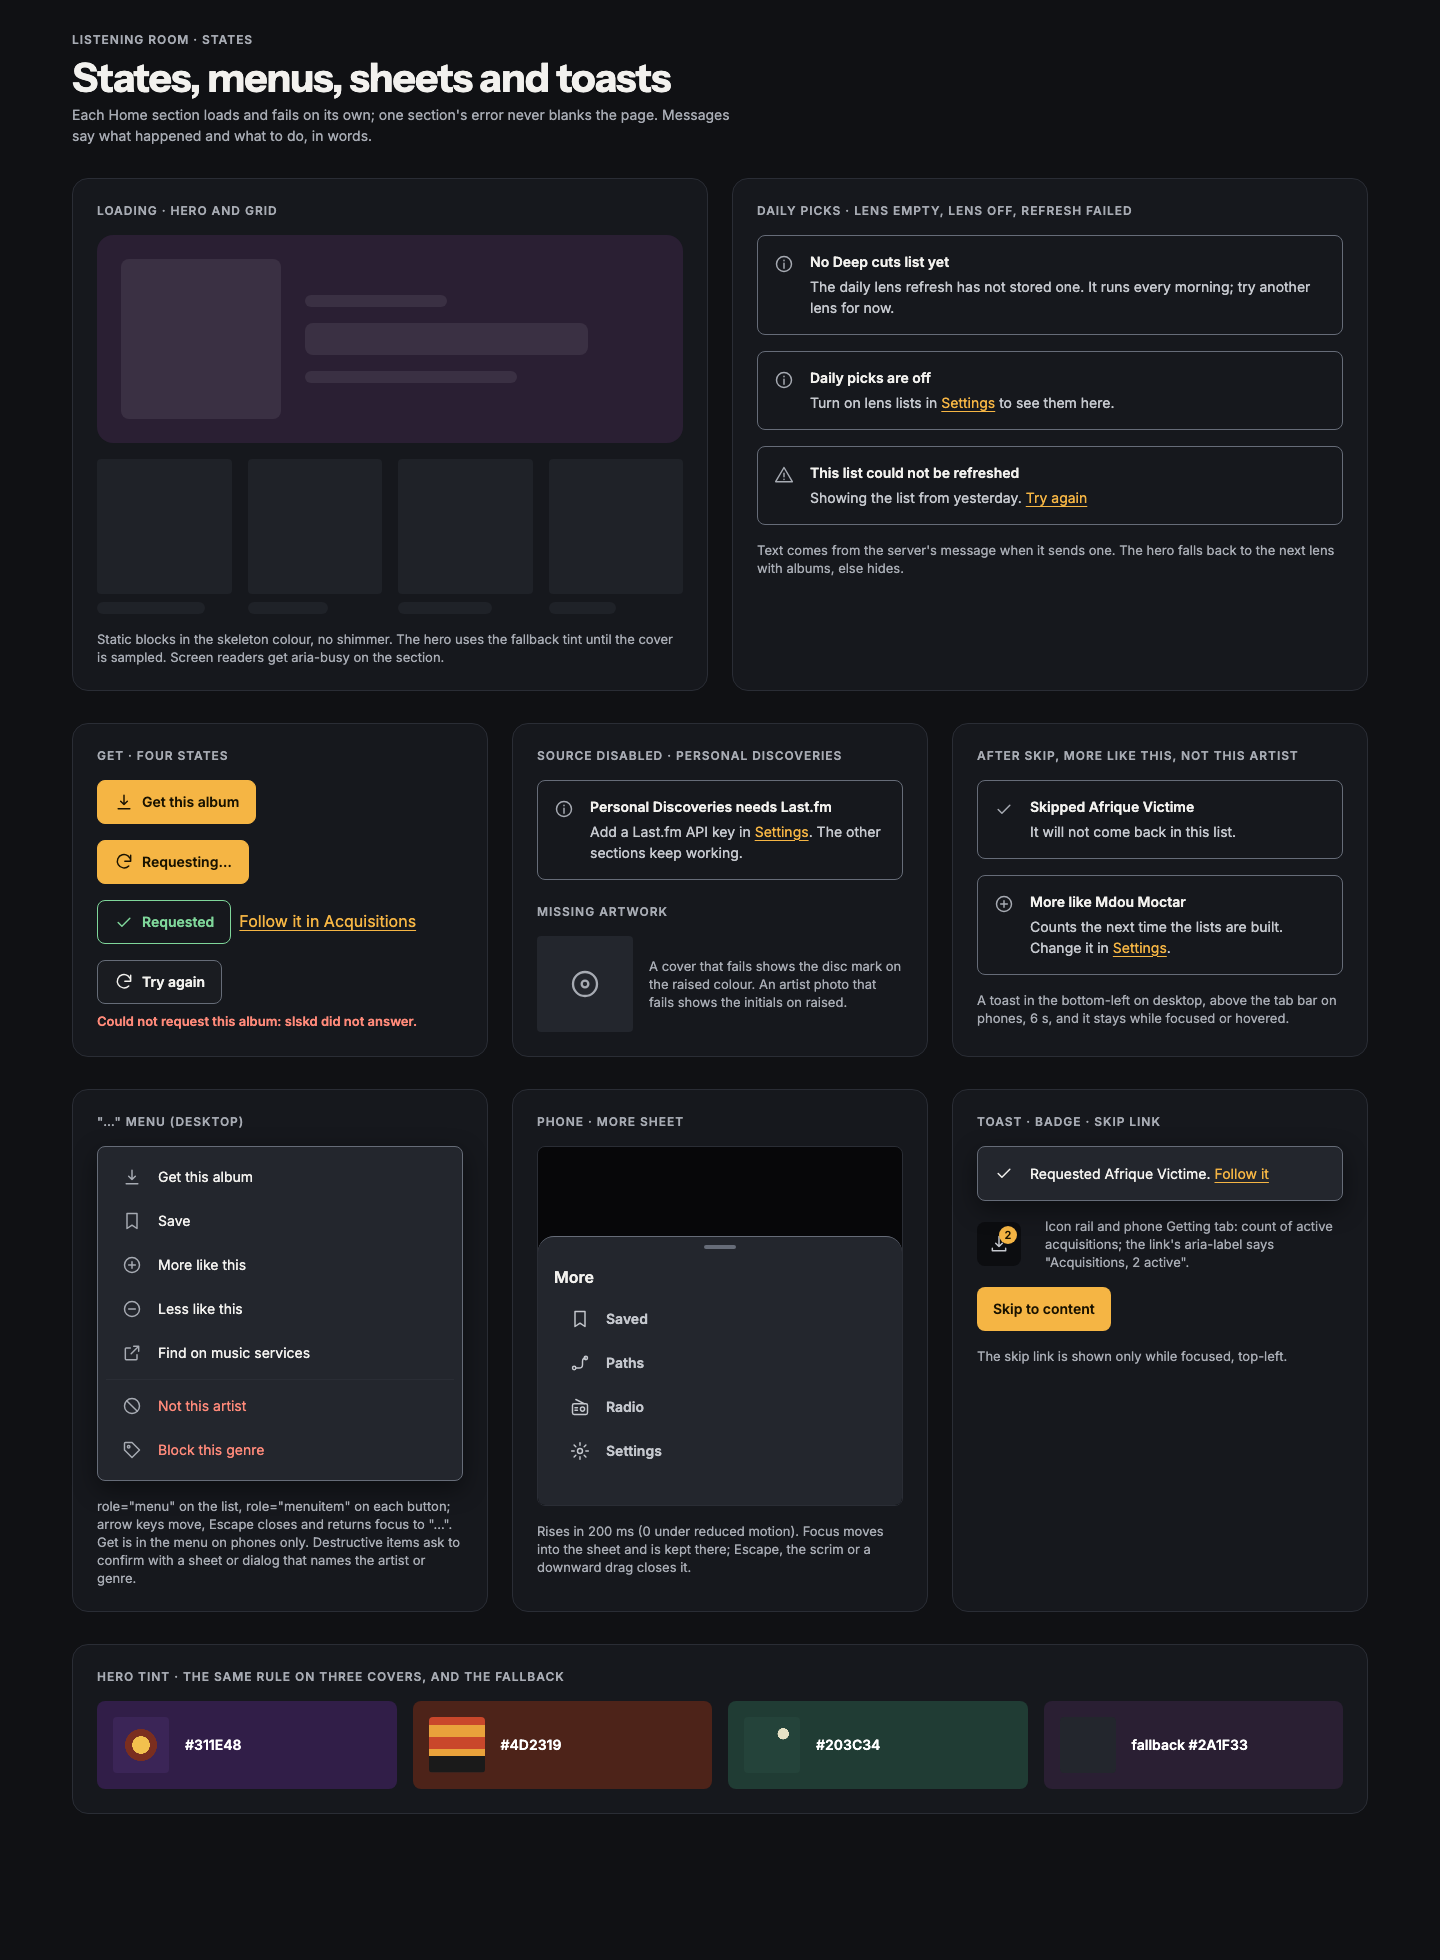 LISTENING ROOM · STATES
States, menus, sheets and toasts
Each Home section loads and fails on its own; one section's error never blanks the page. Messages
say what happened and what to do, in words.
LOADING · HERO AND GRID
Static blocks in the skeleton colour, no shimmer. The hero uses the fallback tint until the cover
is sampled. Screen readers get aria-busy on the section.
DAILY PICKS · LENS EMPTY, LENS OFF, REFRESH FAILED
No Deep cuts list yet
The daily lens refresh has not stored one. It runs every morning; try another
lens for now.
Daily picks are off
Turn on lens lists in Settings to see them here.
This list could not be refreshed
Showing the list from yesterday. Try again
Text comes from the server's message when it sends one. The hero falls back to the next lens
with albums, else hides.
GET · FOUR STATES
Get this album
Requesting...
Requested Follow it in Acquisitions
Try again
Could not request this album: slskd did not answer.
SOURCE DISABLED · PERSONAL DISCOVERIES
Personal Discoveries needs Last.fm
Add a Last.fm API key in Settings. The other
sections keep working.
MISSING ARTWORK
A cover that fails shows the disc mark on
the raised colour. An artist photo that
fails shows the initials on raised.
AFTER SKIP, MORE LIKE THIS, NOT THIS ARTIST
Skipped Afrique Victime
It will not come back in this list.
More like Mdou Moctar
Counts the next time the lists are built.
Change it in Settings.
A toast in the bottom-left on desktop, above the tab bar on
phones, 6 s, and it stays while focused or hovered.
"..." MENU (DESKTOP)
Get this album
Save
More like this
Less like this
Find on music services
Not this artist
Block this genre
role="menu" on the list, role="menuitem" on each button;
arrow keys move, Escape closes and returns focus to "...".
Get is in the menu on phones only. Destructive items ask to
confirm with a sheet or dialog that names the artist or
genre.
PHONE · MORE SHEET
More
Saved
Paths
Radio
Settings
Rises in 200 ms (0 under reduced motion). Focus moves
into the sheet and is kept there; Escape, the scrim or a
downward drag closes it.
TOAST · BADGE · SKIP LINK
Requested Afrique Victime. Follow it
2
Icon rail and phone Getting tab: count of active
acquisitions; the link's aria-label says
"Acquisitions, 2 active".
Skip to content
The skip link is shown only while focused, top-left.
HERO TINT · THE SAME RULE ON THREE COVERS, AND THE FALLBACK
#311E48
#4D2319
#203C34
fallback #2A1F33